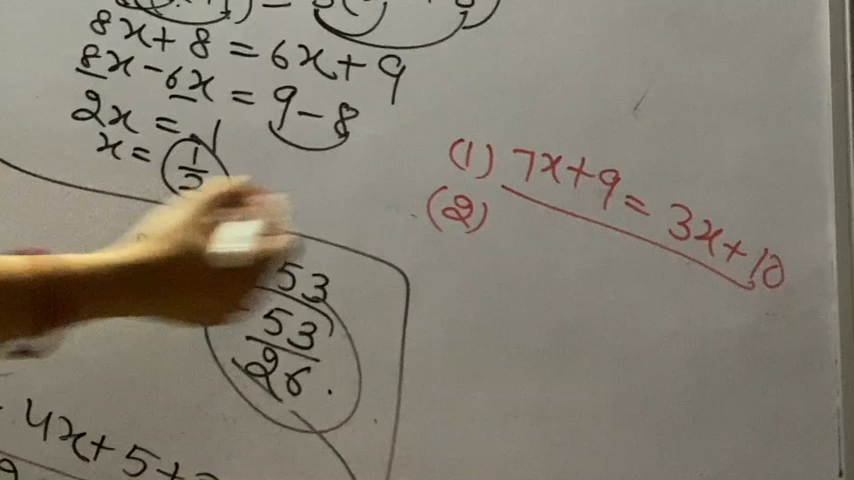 8x + 8 = 6x + 9
8x - 6x = 9 - 8
2x = 1
x = 1/2
(1) 7x + 9 = 3x + 10
(2)
53
53
26.
4x + 5 +